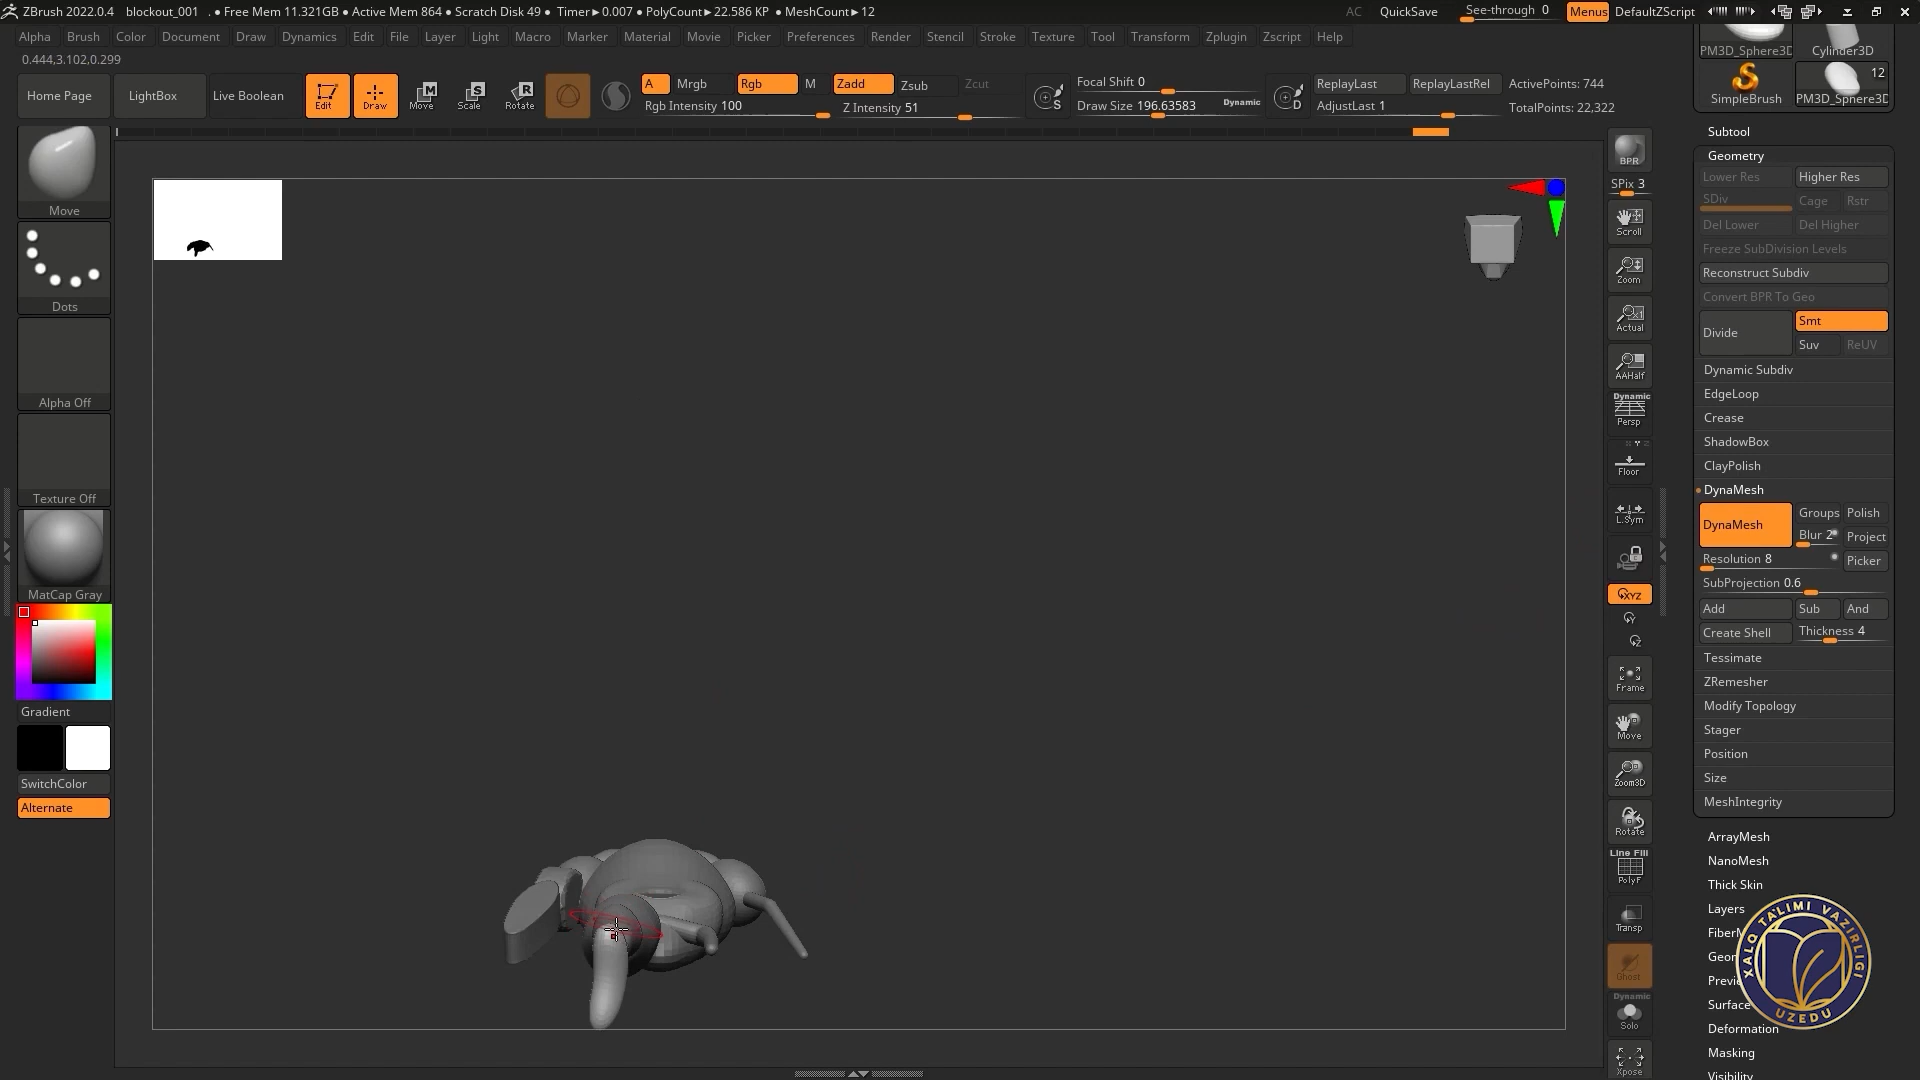 ZBrush 2022.0.4 blockout_001 . ● Free Mem 11.321GB ● Active Mem 864 ● Scratch Disk 49 ● Timer►0.007 ● PolyCount►22.586 KP ● MeshCount►12
AC QuickSave See-through 0 Menus DefaultZScript
Alpha Brush Color Document Draw Dynamics Edit File Layer Light Macro Marker Material Movie Picker Preferences Render Stencil Stroke Texture Tool Transform Zplugin Zscript Help
0.444,3.102,0.299
Home Page LightBox Live Boolean Edit Draw Move Scale Rotate
A Mrgb Rgb M Zadd Zsub Zcut
Rgb Intensity 100 Z Intensity 51
Focal Shift 0
Draw Size 196.63583 Dynamic
ReplayLast ReplayLastRel ActivePoints: 744
AdjustLast 1 TotalPoints: 22,322
S
D
Move
Dots
Alpha Off
Texture Off
MatCap Gray
Gradient
SwitchColor
Alternate
BPR
SPix 3
Scroll
Zoom
Actual
AAHalf
Dynamic
Persp
Floor
L.Sym
XYZ
Y
Z
Frame
Move
Zoom3D
Rotate
Line Fill
PolyF
Transp
Ghost
Dynamic
Solo
Xpose
PM3D_Sphere3D Cylinder3D
12
SimpleBrush PM3D_Sphere3D
Subtool
Geometry
Lower Res Higher Res
SDiv Cage Rstr
Del Lower Del Higher
Freeze SubDivision Levels
Reconstruct Subdiv
Convert BPR To Geo
Divide Smt
Suv ReUV
Dynamic Subdiv
EdgeLoop
Crease
ShadowBox
ClayPolish
DynaMesh
DynaMesh Groups Polish
Blur 2 Project
Resolution 8 Picker
SubProjection 0.6
Add Sub And
Create Shell Thickness 4
Tessimate
ZRemesher
Modify Topology
Stager
Position
Size
MeshIntegrity
ArrayMesh
NanoMesh
Thick Skin
Layers
Surface
Deformation
Masking
Visibility
XALQ TA'LIMI VAZIRLIGI
UZEDU